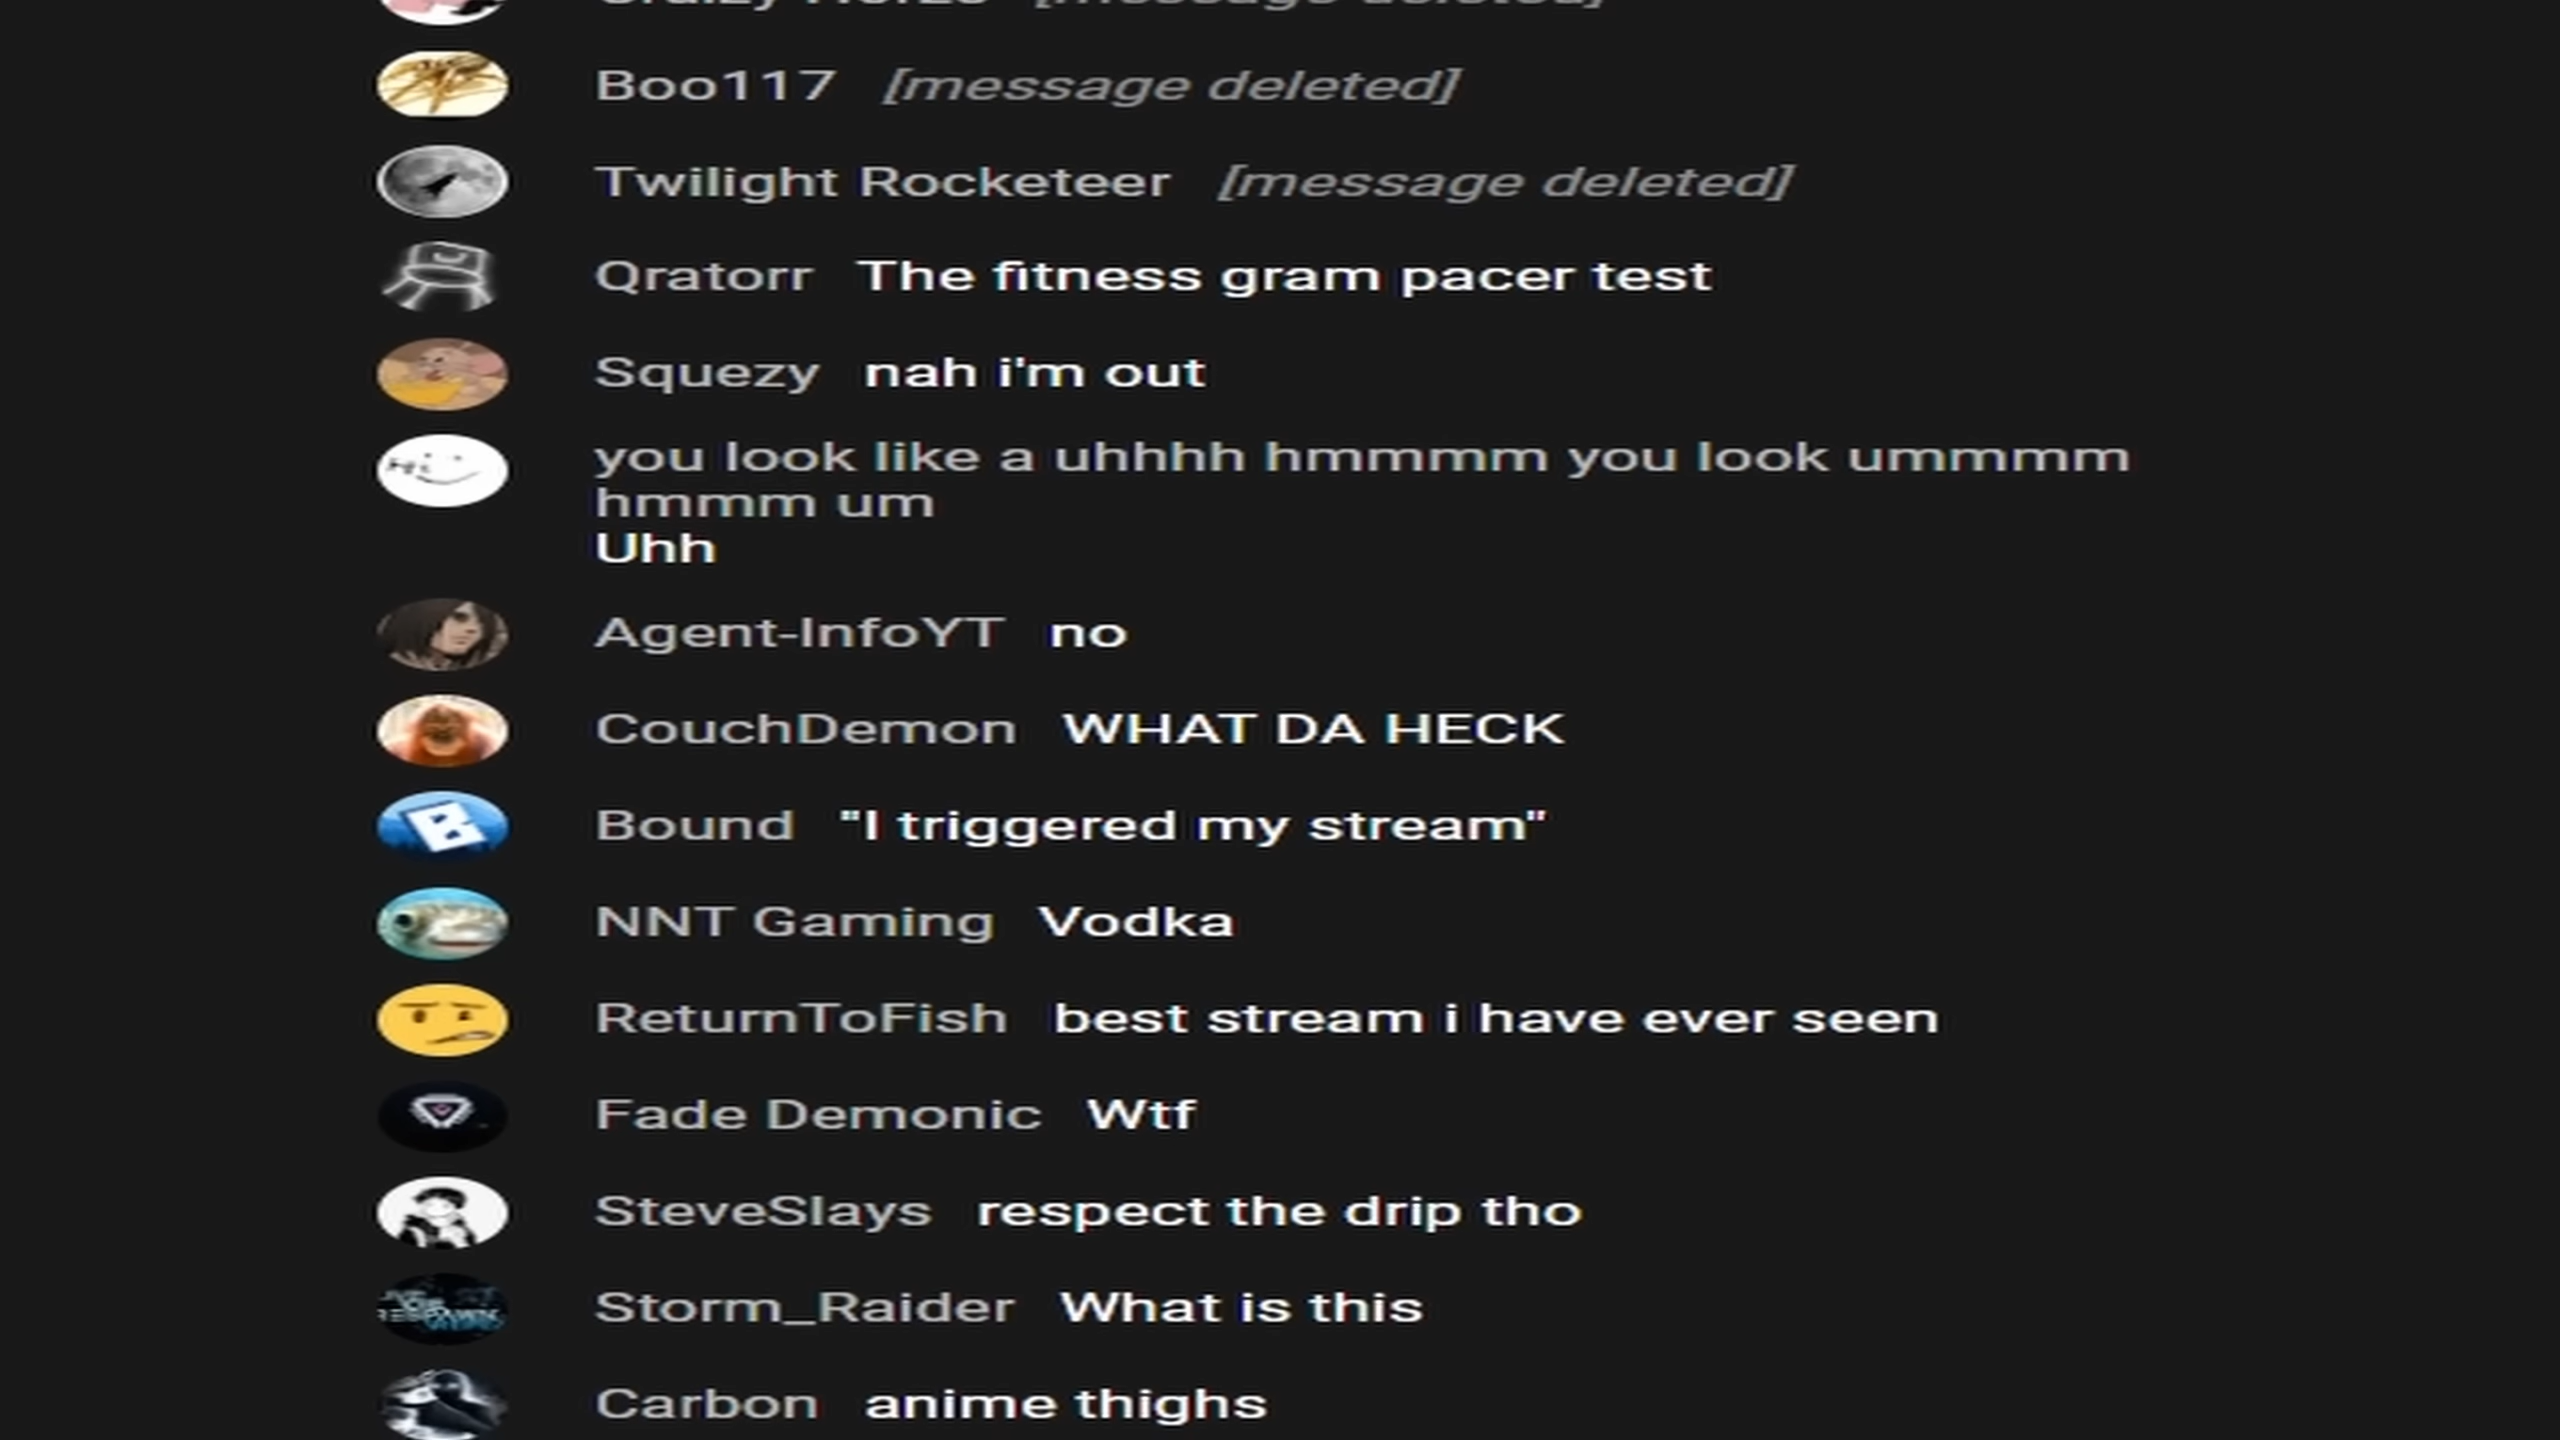 [message deleted]
Boo117 [message deleted]
Twilight Rocketeer [message deleted]
Qratorr The fitness gram pacer test
Squezy nah i'm out
you look like a uhhhh hmmmm you look ummmm
hmmm um
Uhh
Agent-InfoYT no
CouchDemon WHAT DA HECK
Bound "I triggered my stream"
NNT Gaming Vodka
ReturnToFish best stream i have ever seen
Fade Demonic Wtf
SteveSlays respect the drip tho
Storm_Raider What is this
Carbon anime thighs